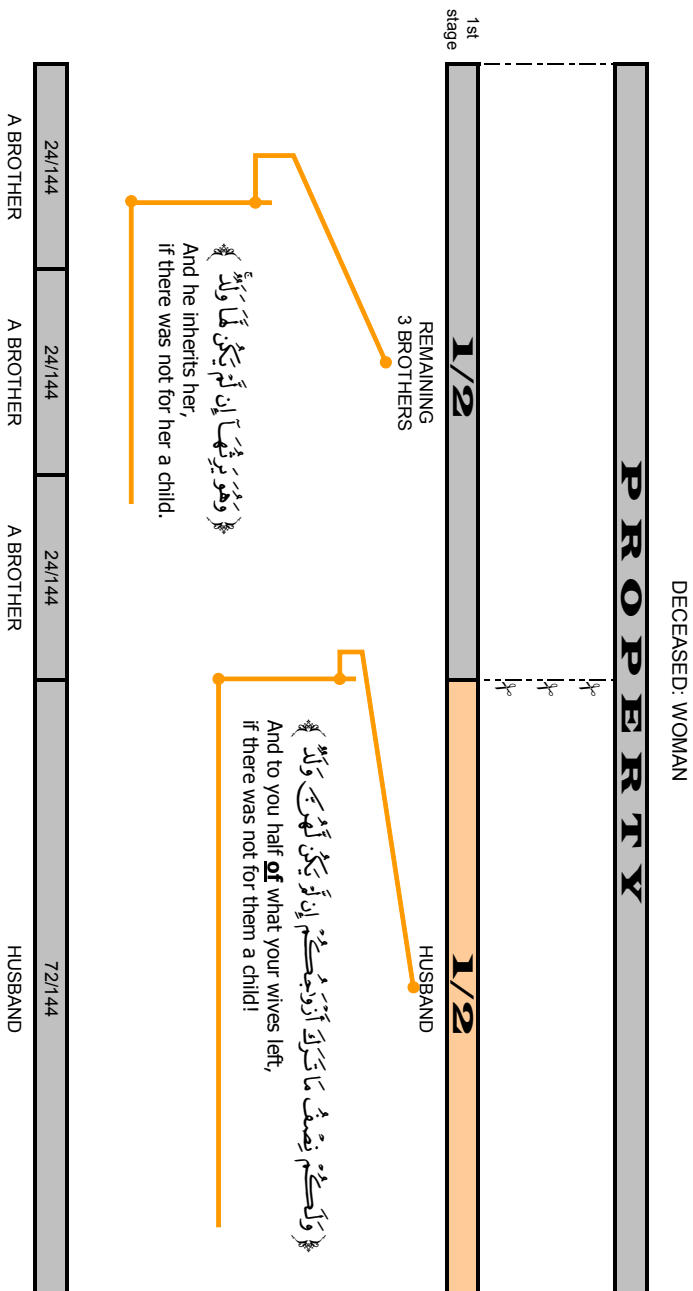 DECEASED: WOMAN
PROPERTY
1st
stage
1/2
1/2
REMAINING
3 BROTHERS
HUSBAND
﴿وَلَكُمْ نِصْفُ مَا تَرَكَ أَزْوَٰجُكُمْ إِن لَّمْ يَكُن لَّهُنَّ وَلَدٌ﴾
And to you half of what your wives left,
if there was not for them a child!
﴿وَهُوَ يَرِثُهَآ إِن لَّمْ يَكُن لَّهَا وَلَدٌۚ﴾
And he inherits her,
if there was not for her a child.
24/144
24/144
24/144
72/144
A BROTHER
A BROTHER
A BROTHER
HUSBAND